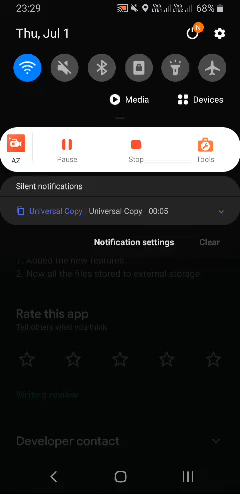 23:29
68%
Thu, Jul 1
N
Media
Devices
AZ
Pause
Stop
Tools
Silent notifications
Universal Copy Universal Copy 00:05
Notification settings
Clear
1. Added the new features.
2. Now all the files stored to external storage.
Rate this app
Tell others what you think
Write a review
Developer contact